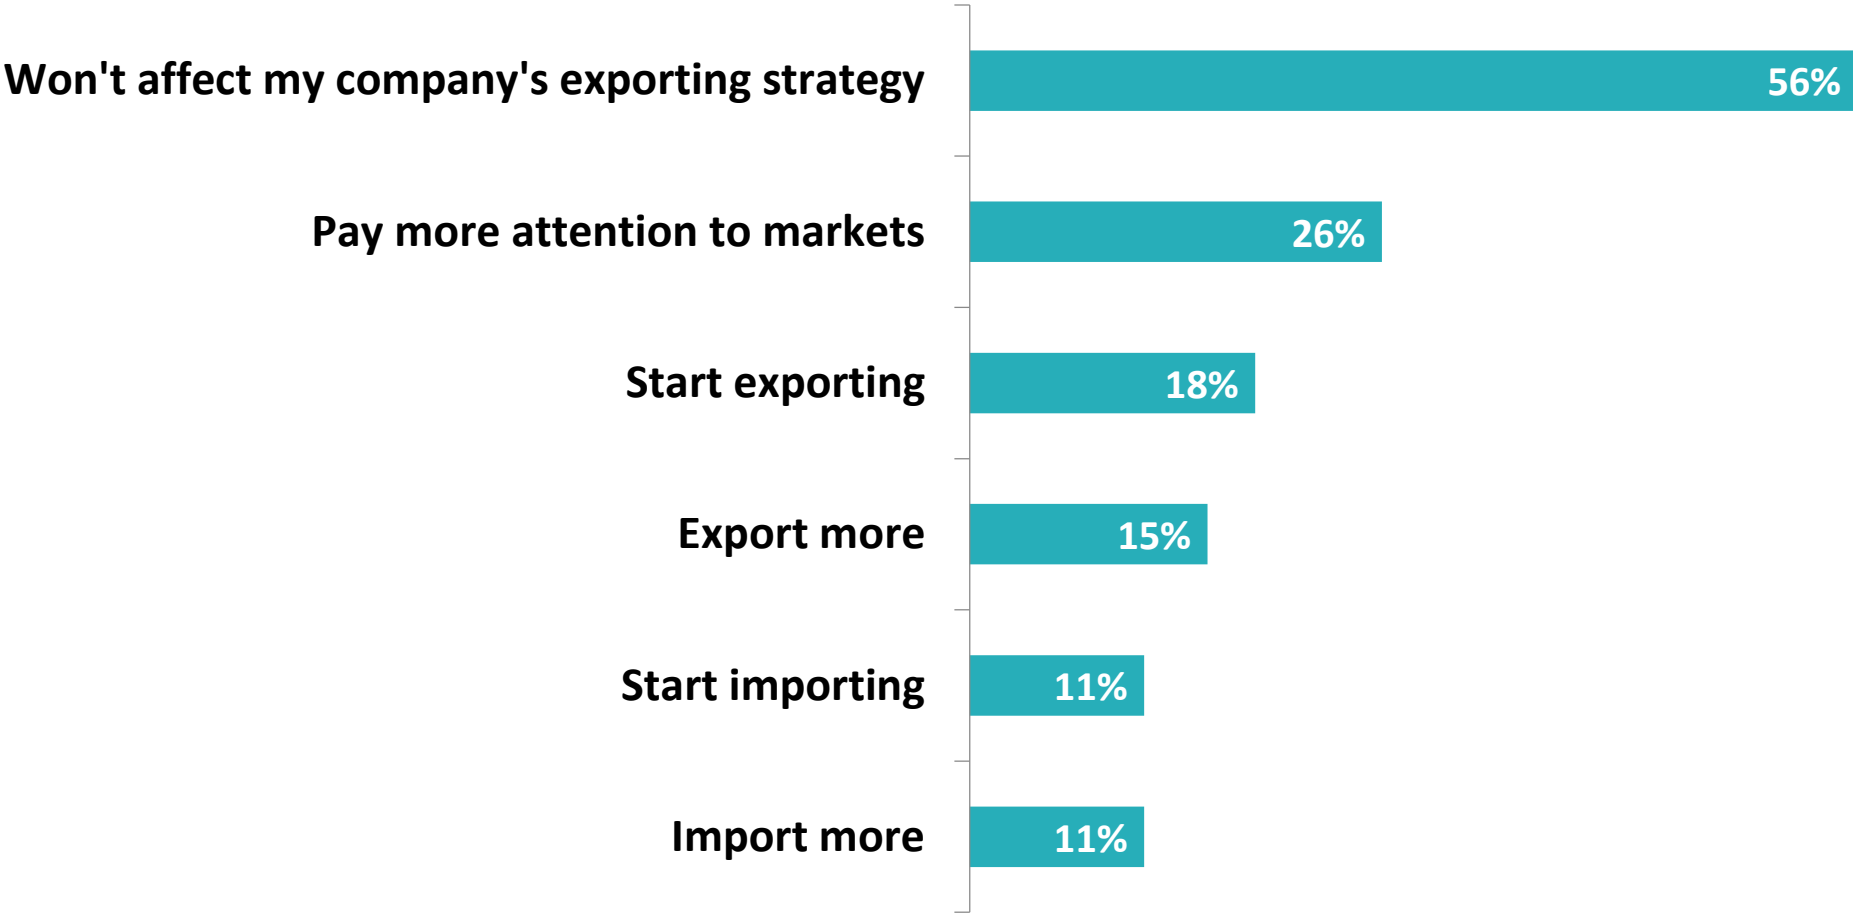 Won't affect my company's exporting strategy 56%
Pay more attention to markets 26%
Start exporting 18%
Export more 15%
Start importing 11%
Import more 11%